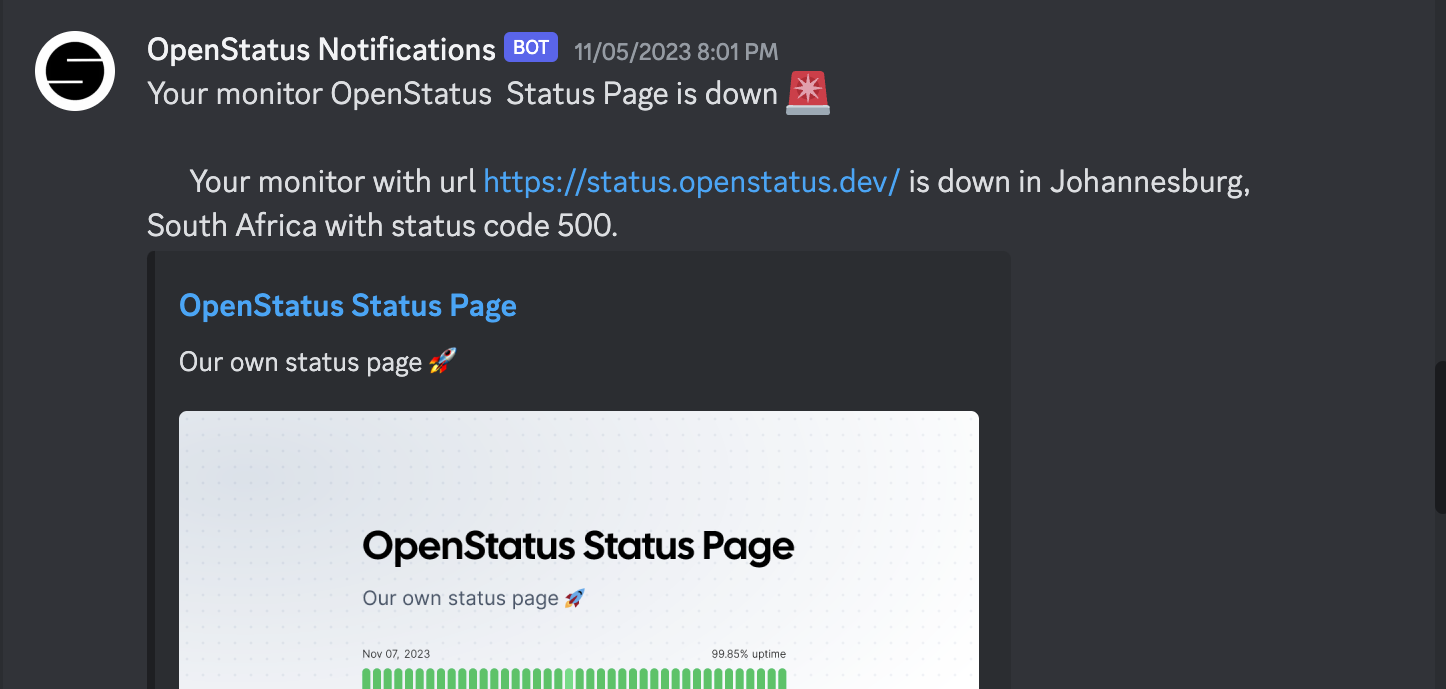 OpenStatus Notifications BOT 11/05/2023 8:01 PM
Your monitor OpenStatus  Status Page is down 🚨
Your monitor with url https://status.openstatus.dev/ is down in Johannesburg,
South Africa with status code 500.
OpenStatus Status Page
Our own status page 🚀
OpenStatus Status Page
Our own status page 🚀
Nov 07, 2023 99.85% uptime